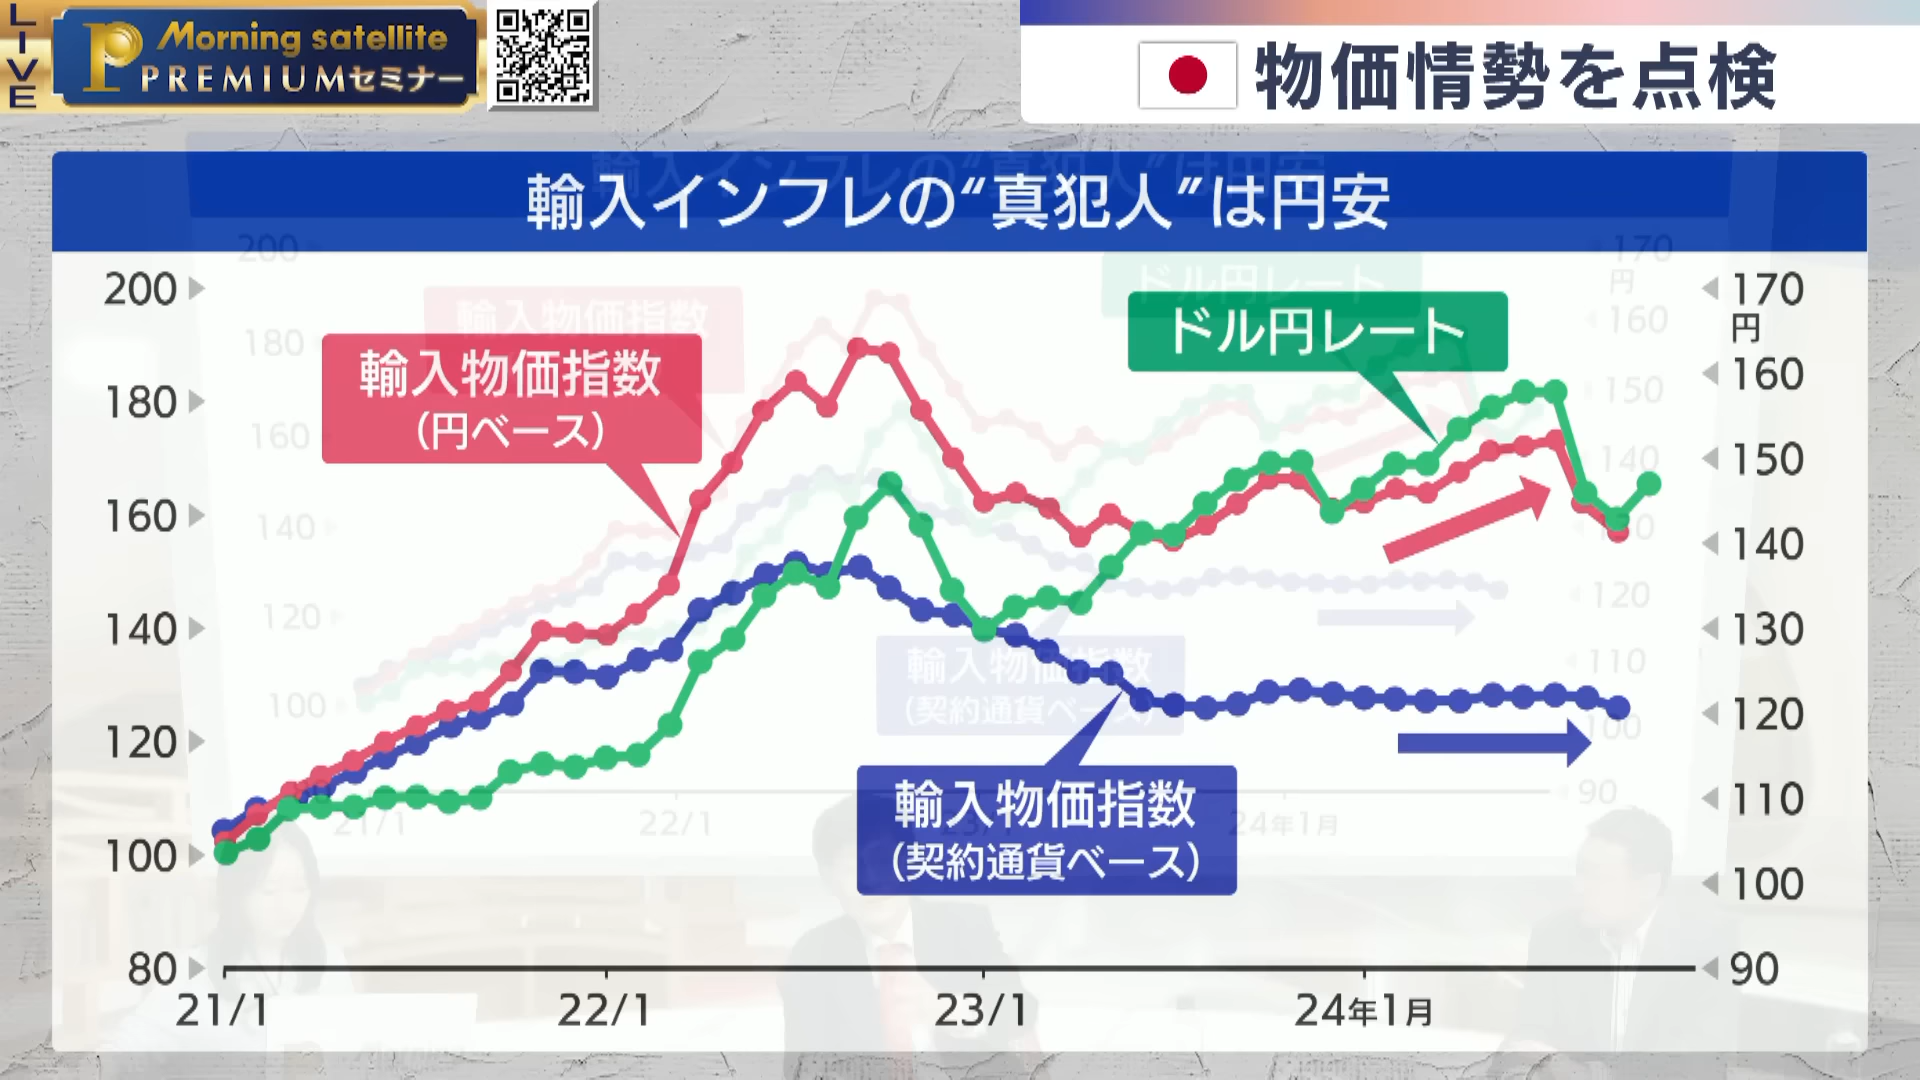 LIVE
Morning satellite
PREMIUMセミナー
物価情勢を点検
輸入インフレの“真犯人”は円安
200
180
160
140
120
100
80
170
円
160
150
140
130
120
110
100
90
輸入物価指数
(円ベース)
ドル円レート
輸入物価指数
(契約通貨ベース)
21/1
22/1
23/1
24年1月